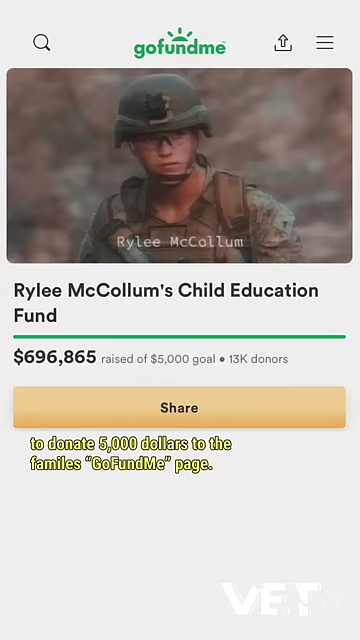 gofundme
Rylee McCollum
Rylee McCollum's Child Education
Fund
$696,865 raised of $5,000 goal • 13K donors
Share
to donate 5,000 dollars to the
familes “GoFundMe” page.
VET